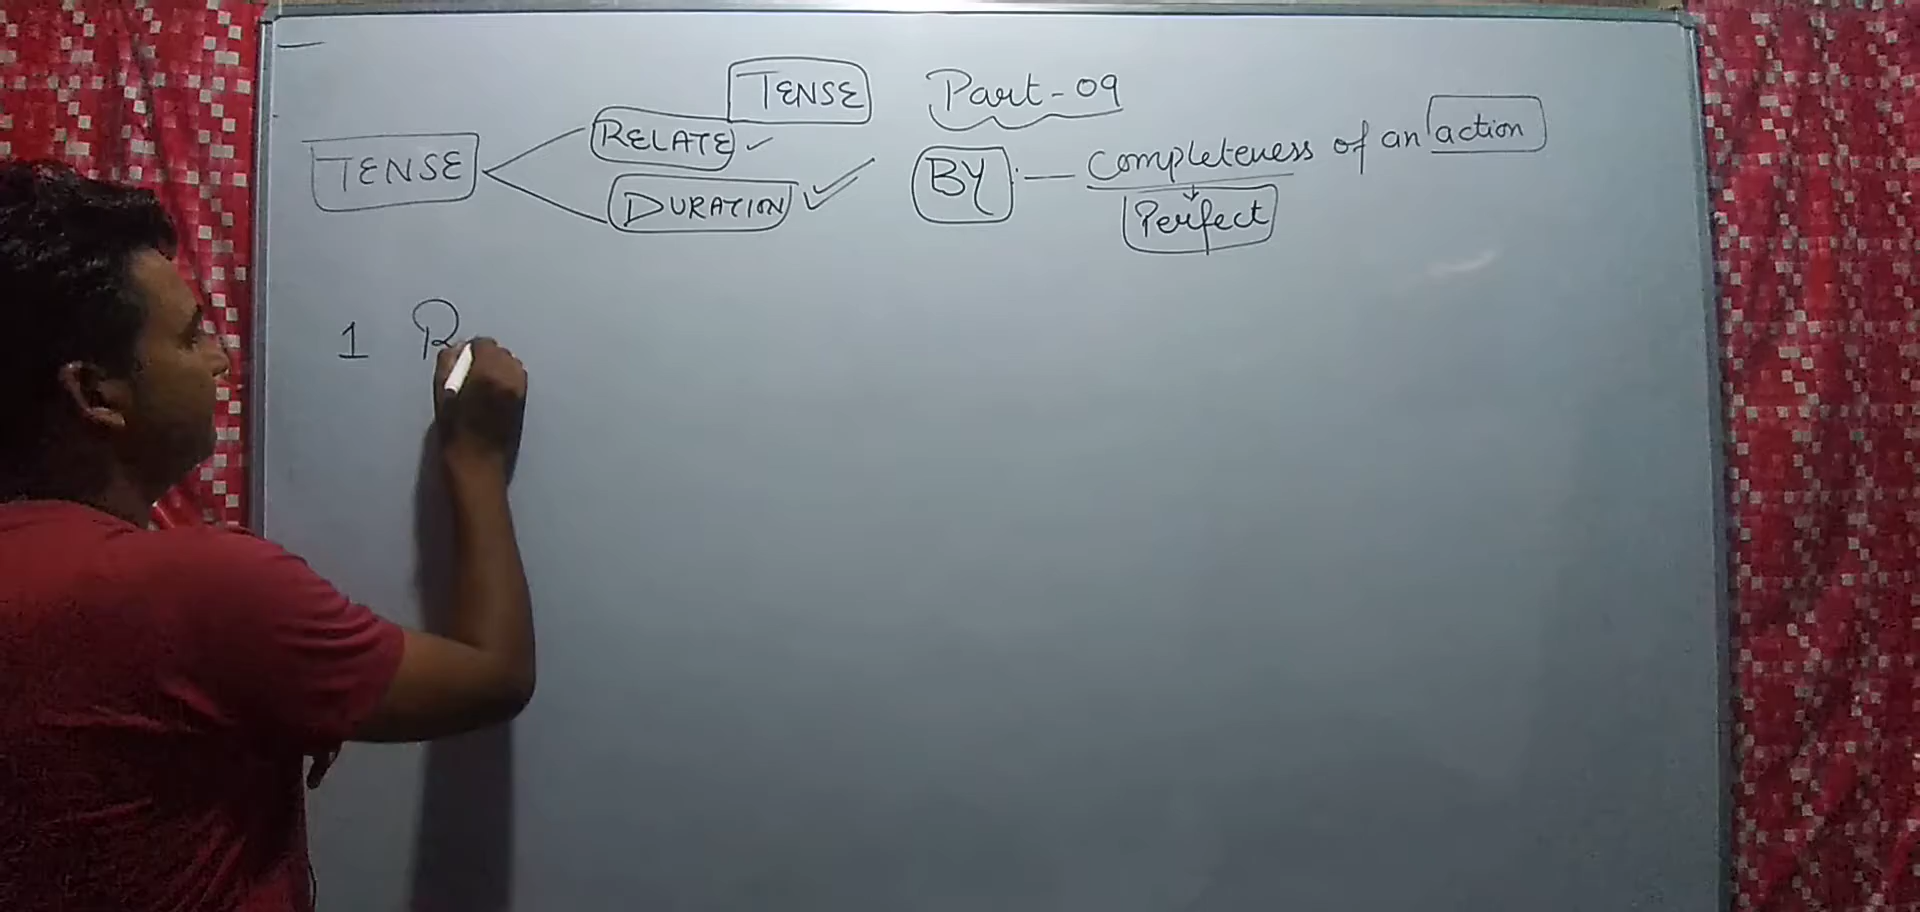 TENSE Part-09
TENSE RELATE
DURATION
BY - Completeness of an action
Perfect
1 R